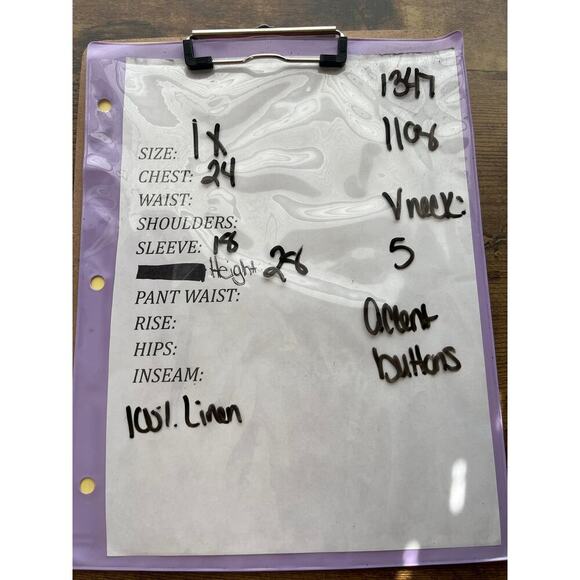 1347
1108
SIZE: 1X
CHEST: 24
WAIST:
V neck:
SHOULDERS:
SLEEVE: 18
5
Height 28
PANT WAIST:
RISE:
accent
HIPS:
buttons
INSEAM:
100%. Linen